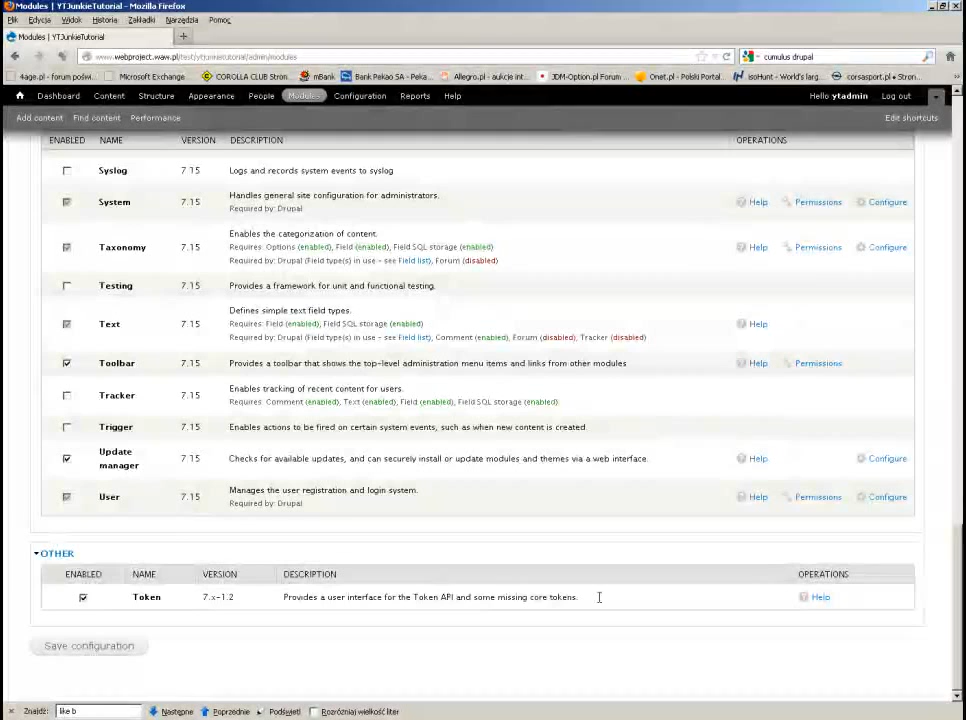 Modules | YTJunkieTutorial - Mozilla Firefox
Plik Edycja Widok Historia Zakładki Narzędzia Pomoc
Modules | YTJunkieTutorial
www.webproject.waw.pl/test/ytjunkietutorial/admin/modules
cumulus drupal
4age.pl - forum poświ... Microsoft Exchange COROLLA CLUB Stron... mBank Bank Pekao SA - Peka... Allegro.pl - aukcje int... JDM-Option.pl Forum ... Onet.pl - Polski Portal... isoHunt - World's larg... corsasport.pl • Stron...
Dashboard Content Structure Appearance People Modules Configuration Reports Help Hello ytadmin Log out
Add content Find content Performance Edit shortcuts
ENABLED NAME VERSION DESCRIPTION OPERATIONS
Syslog 7.15 Logs and records system events to syslog
System 7.15 Handles general site configuration for administrators. Help Permissions Configure
Required by: Drupal
Enables the categorization of content.
Taxonomy 7.15 Requires: Options (enabled), Field (enabled), Field SQL storage (enabled) Help Permissions Configure
Required by: Drupal (Field type(s) in use - see Field list), Forum (disabled)
Testing 7.15 Provides a framework for unit and functional testing.
Defines simple text field types.
Text 7.15 Requires: Field (enabled), Field SQL storage (enabled) Help
Required by: Drupal (Field type(s) in use - see Field list), Comment (enabled), Forum (disabled), Tracker (disabled)
Toolbar 7.15 Provides a toolbar that shows the top-level administration menu items and links from other modules Help Permissions
Tracker 7.15 Enables tracking of recent content for users.
Requires: Comment (enabled), Text (enabled), Field (enabled), Field SQL storage (enabled)
Trigger 7.15 Enables actions to be fired on certain system events, such as when new content is created
Update manager 7.15 Checks for available updates, and can securely install or update modules and themes via a web interface. Help Configure
User 7.15 Manages the user registration and login system. Help Permissions Configure
Required by: Drupal
OTHER
ENABLED NAME VERSION DESCRIPTION OPERATIONS
Token 7.x-1.2 Provides a user interface for the Token API and some missing core tokens. Help
Save configuration
Znajdź: like b Następne Poprzednie Podświetl Rozróżniaj wielkość liter